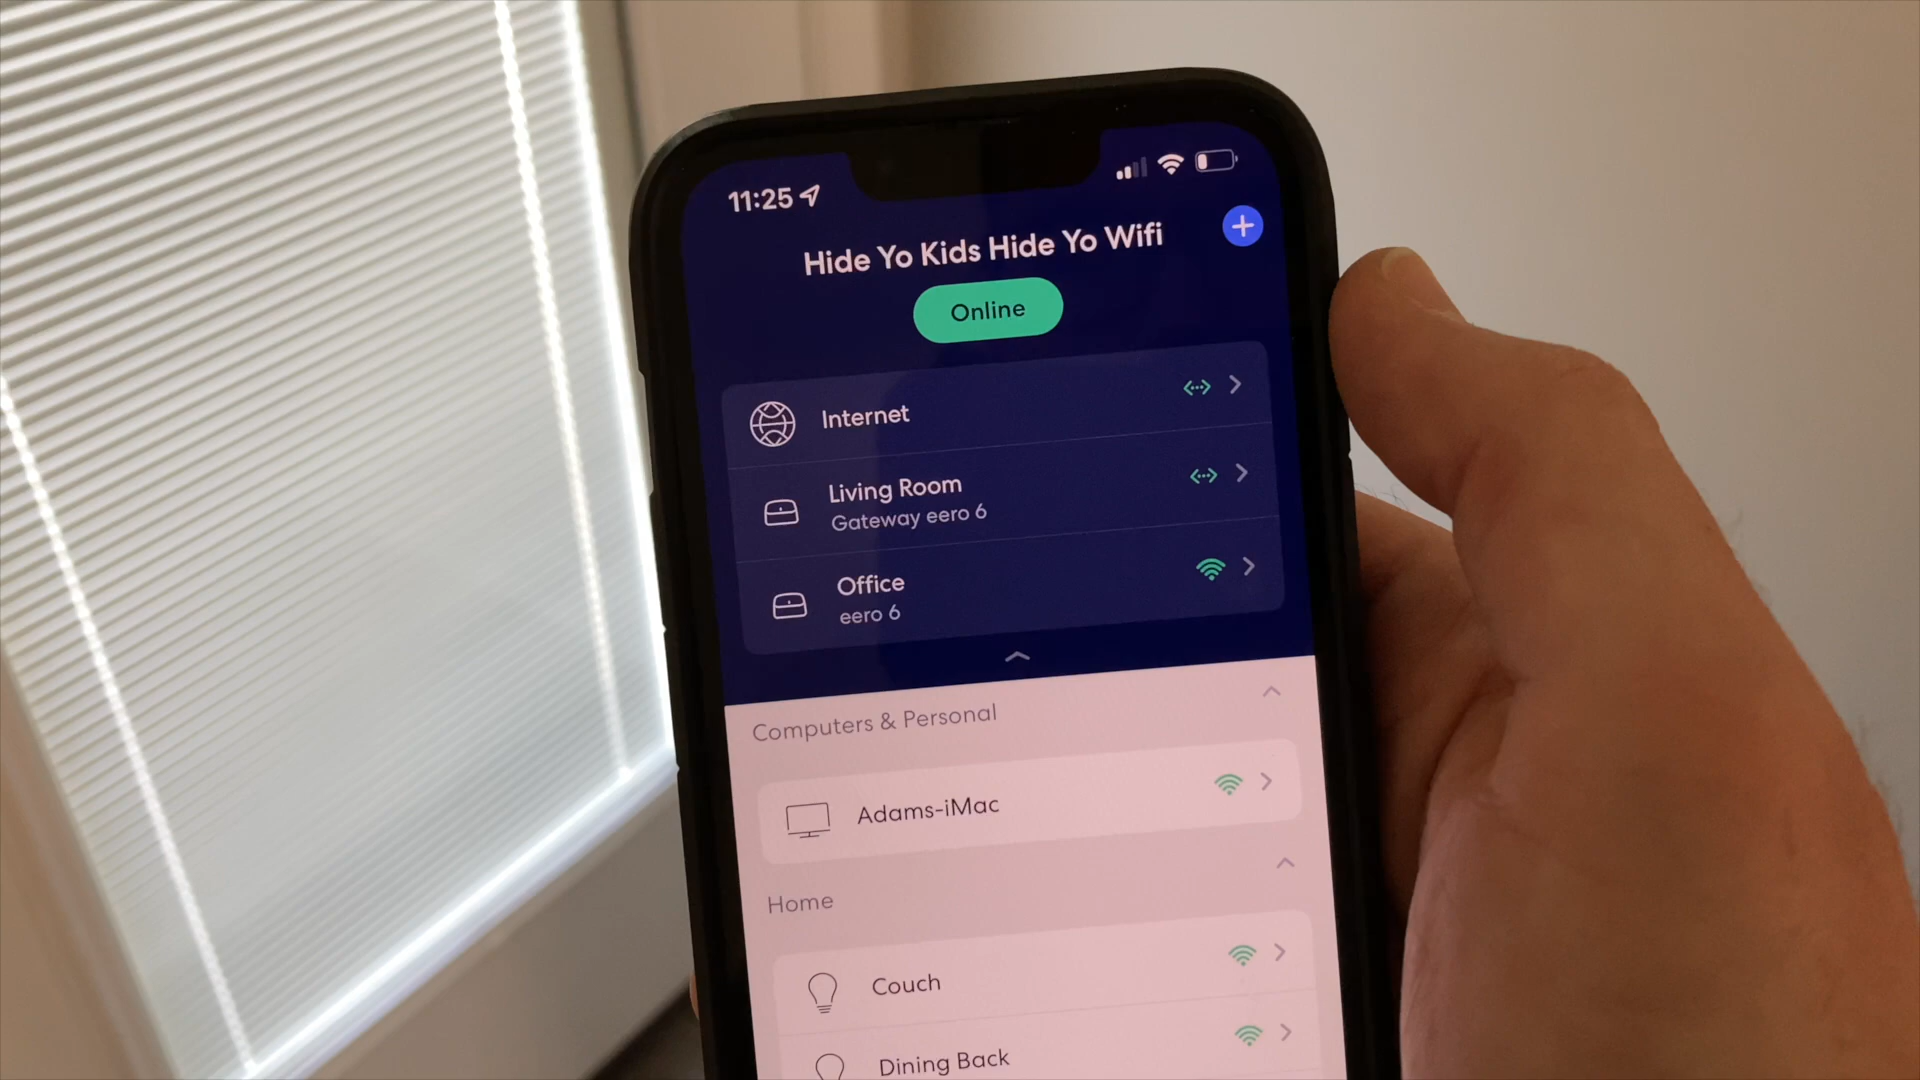 11:25
Hide Yo Kids Hide Yo Wifi
Online
Internet
Living Room
Gateway eero 6
Office
eero 6
Computers & Personal
Adams-iMac
Home
Couch
Dining Back